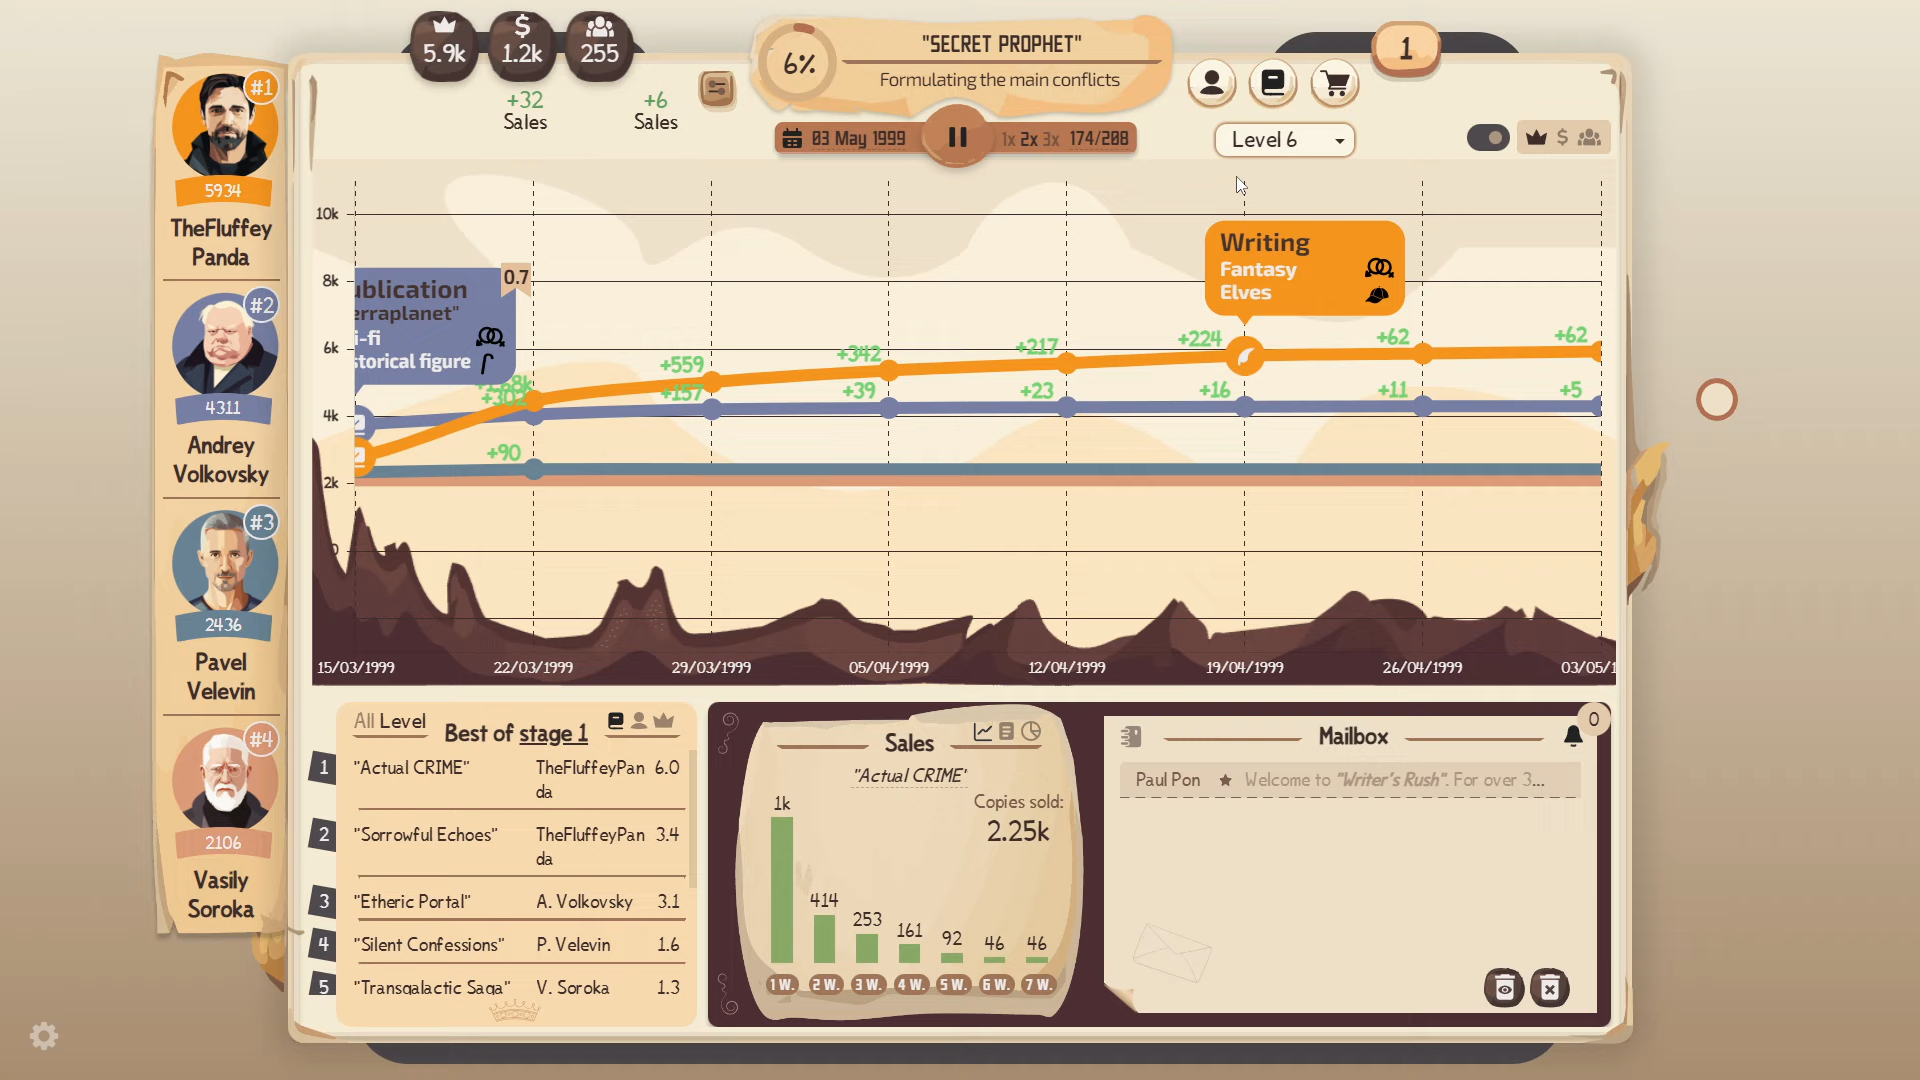 5.9k
1.2k
255
+32
Sales
+6
Sales
6%
"SECRET PROPHET"
Formulating the main conflicts
03 May 1999
1x 2x 3x 174/208
1
Level 6
#1
5934
TheFluffey
Panda
#2
4311
Andrey
Volkovsky
#3
2436
Pavel
Velevin
#4
2106
Vasily
Soroka
10k
8k
6k
4k
2k
0
ublication
erraplanet"
i-fi
storical figure
0.7
Writing
Fantasy
Elves
+302
+559
+342
+217
+224
+62
+62
+157
+39
+23
+16
+11
+5
+90
15/03/1999
22/03/1999
29/03/1999
05/04/1999
12/04/1999
19/04/1999
26/04/1999
03/05/1
All Level
Best of stage 1
1 "Actual CRIME" TheFluffeyPan 6.0
da
2 "Sorrowful Echoes" TheFluffeyPan 3.4
da
3 "Etheric Portal" A. Volkovsky 3.1
4 "Silent Confessions" P. Velevin 1.6
5 "Transgalactic Saga" V. Soroka 1.3
Sales
"Actual CRIME"
Copies sold:
2.25k
1k
414
253
161
92
46
46
1 W. 2 W. 3 W. 4 W. 5 W. 6 W. 7 W.
Mailbox
0
Paul Pon ★ Welcome to "Writer's Rush". For over 3...